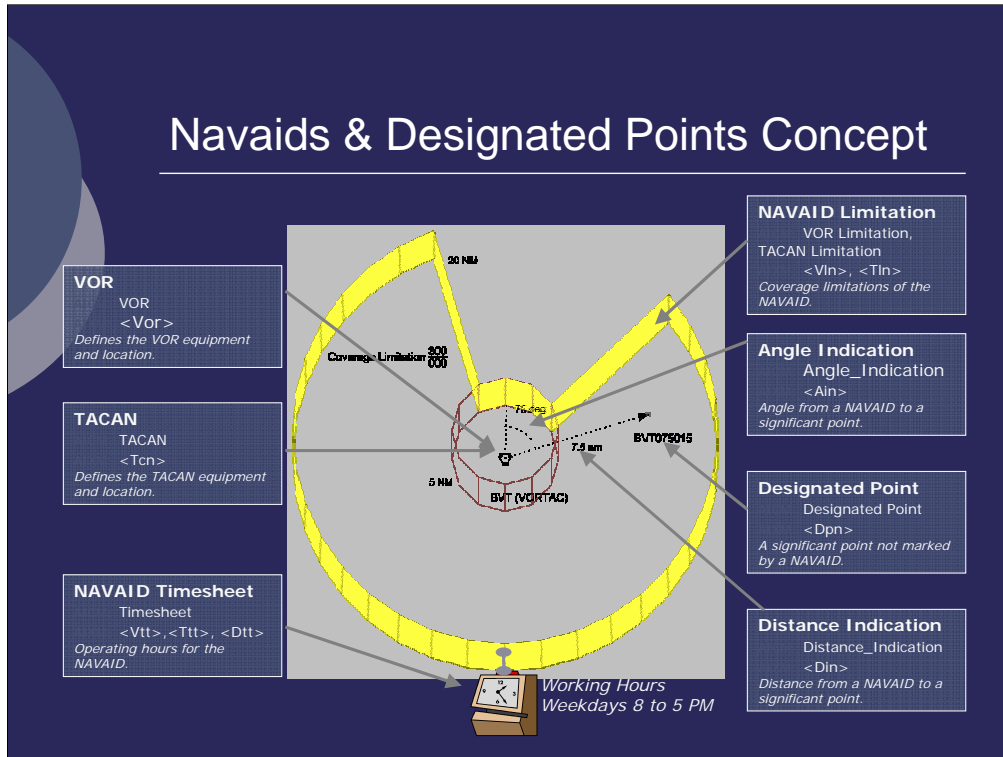 Navaids & Designated Points Concept
VOR
VOR
<Vor>
Defines the VOR equipment
and location.
TACAN
TACAN
<Tcn>
Defines the TACAN equipment
and location.
NAVAID Timesheet
Timesheet
<Vtt>,<Ttt>, <Dtt>
Operating hours for the
NAVAID.
20 NM
Coverage Limitation
300
000
5 NM
BVT (VORTAC)
7.5 nm
BVT075015
12
3
6
9
Working Hours
Weekdays 8 to 5 PM
NAVAID Limitation
VOR Limitation,
TACAN Limitation
<Vln>, <Tln>
Coverage limitations of the
NAVAID.
Angle Indication
Angle_Indication
<Ain>
Angle from a NAVAID to a
significant point.
Designated Point
Designated Point
<Dpn>
A significant point not marked
by a NAVAID.
Distance Indication
Distance_Indication
<Din>
Distance from a NAVAID to a
significant point.